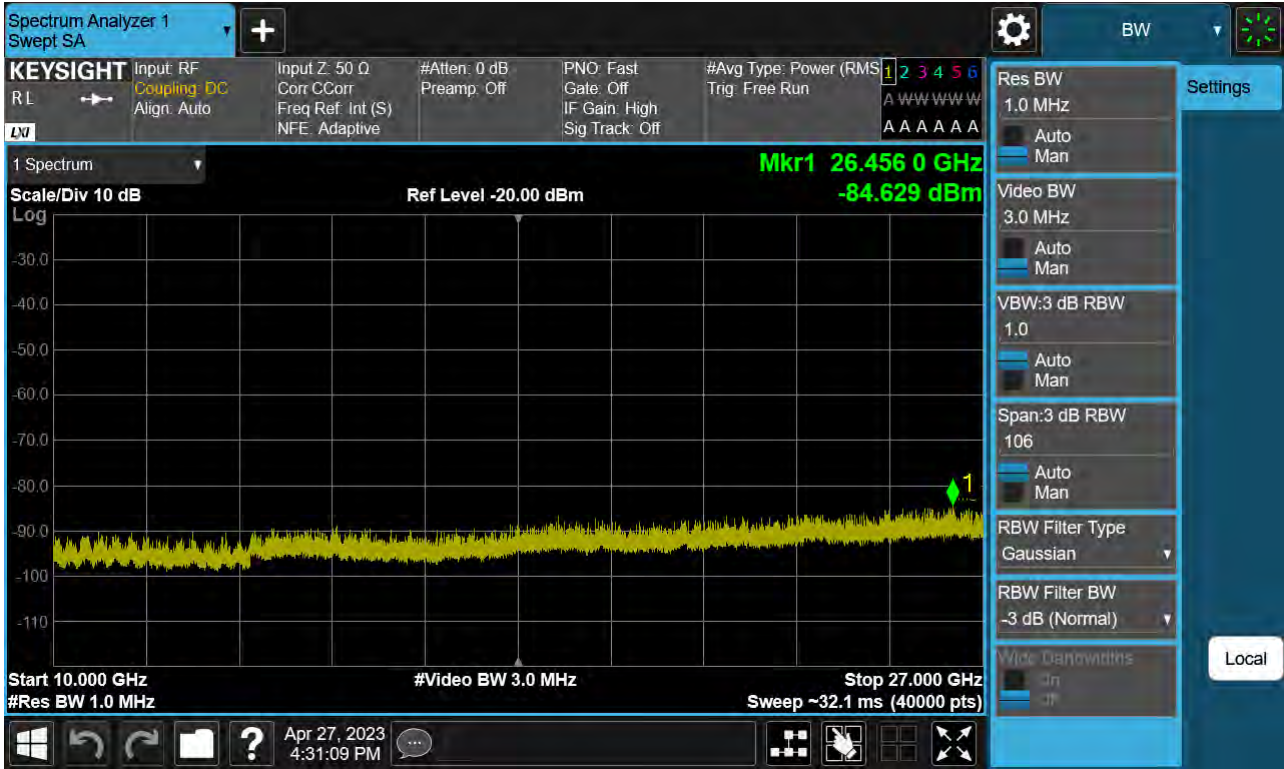 Spectrum Analyzer 1
Swept SA
BW
KEYSIGHT
R L
LXI
Input: RF
Coupling: DC
Align: Auto
Input Z: 50 Ω
Corr CCorr
Freq Ref: Int (S)
NFE: Adaptive
#Atten: 0 dB
Preamp: Off
PNO: Fast
Gate: Off
IF Gain: High
Sig Track: Off
#Avg Type: Power (RMS
Trig: Free Run
1 2 3 4 5 6
A W W W W W
A A A A A A
1 Spectrum
Scale/Div 10 dB
Log
Ref Level -20.00 dBm
Mkr1 26.456 0 GHz
-84.629 dBm
-30.0
-40.0
-50.0
-60.0
-70.0
-80.0
-90.0
-100
-110
1
Start 10.000 GHz
#Res BW 1.0 MHz
#Video BW 3.0 MHz
Stop 27.000 GHz
Sweep ~32.1 ms (40000 pts)
Res BW
1.0 MHz
Auto
Man
Video BW
3.0 MHz
Auto
Man
VBW:3 dB RBW
1.0
Auto
Man
Span:3 dB RBW
106
Auto
Man
RBW Filter Type
Gaussian
RBW Filter BW
-3 dB (Normal)
Settings
Local
?
Apr 27, 2023
4:31:09 PM